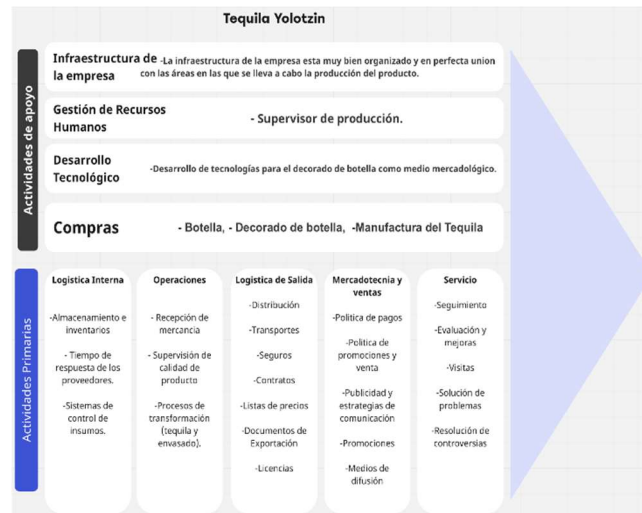 Tequila Yolotzin
Actividades de apoyo
Infraestructura de
la empresa
-La infraestructura de la empresa esta muy bien organizado y en perfecta union
con las áreas en las que se lleva a cabo la producción del producto.
Gestión de Recursos
Humanos
- Supervisor de producción.
Desarrollo
Tecnológico
-Desarrollo de tecnologías para el decorado de botella como medio mercadológico.
Compras
- Botella, - Decorado de botella, -Manufactura del Tequila
Actividades Primarias
Logística Interna
-Almacenamiento e
inventarios
- Tiempo de
respuesta de los
proveedores.
-Sistemas de
control de
insumos.
Operaciones
- Recepción de
mercancia
- Supervisión de
calidad de
producto
- Procesos de
transformación
(tequila y
envasado).
Logística de Salida
-Distribución
-Transportes
-Seguros
-Contratos
-Listas de precios
-Documentos de
Exportación
-Licencias
Mercadotecnia y
ventas
-Politica de pagos
-Politica de
promociones y
venta
-Publicidad y
estrategias de
comunicación
-Promociones
-Medios de
difusión
Servicio
-Seguimiento
-Evaluación y
mejoras
-Visitas
-Solución de
problemas
-Resolución de
controversias